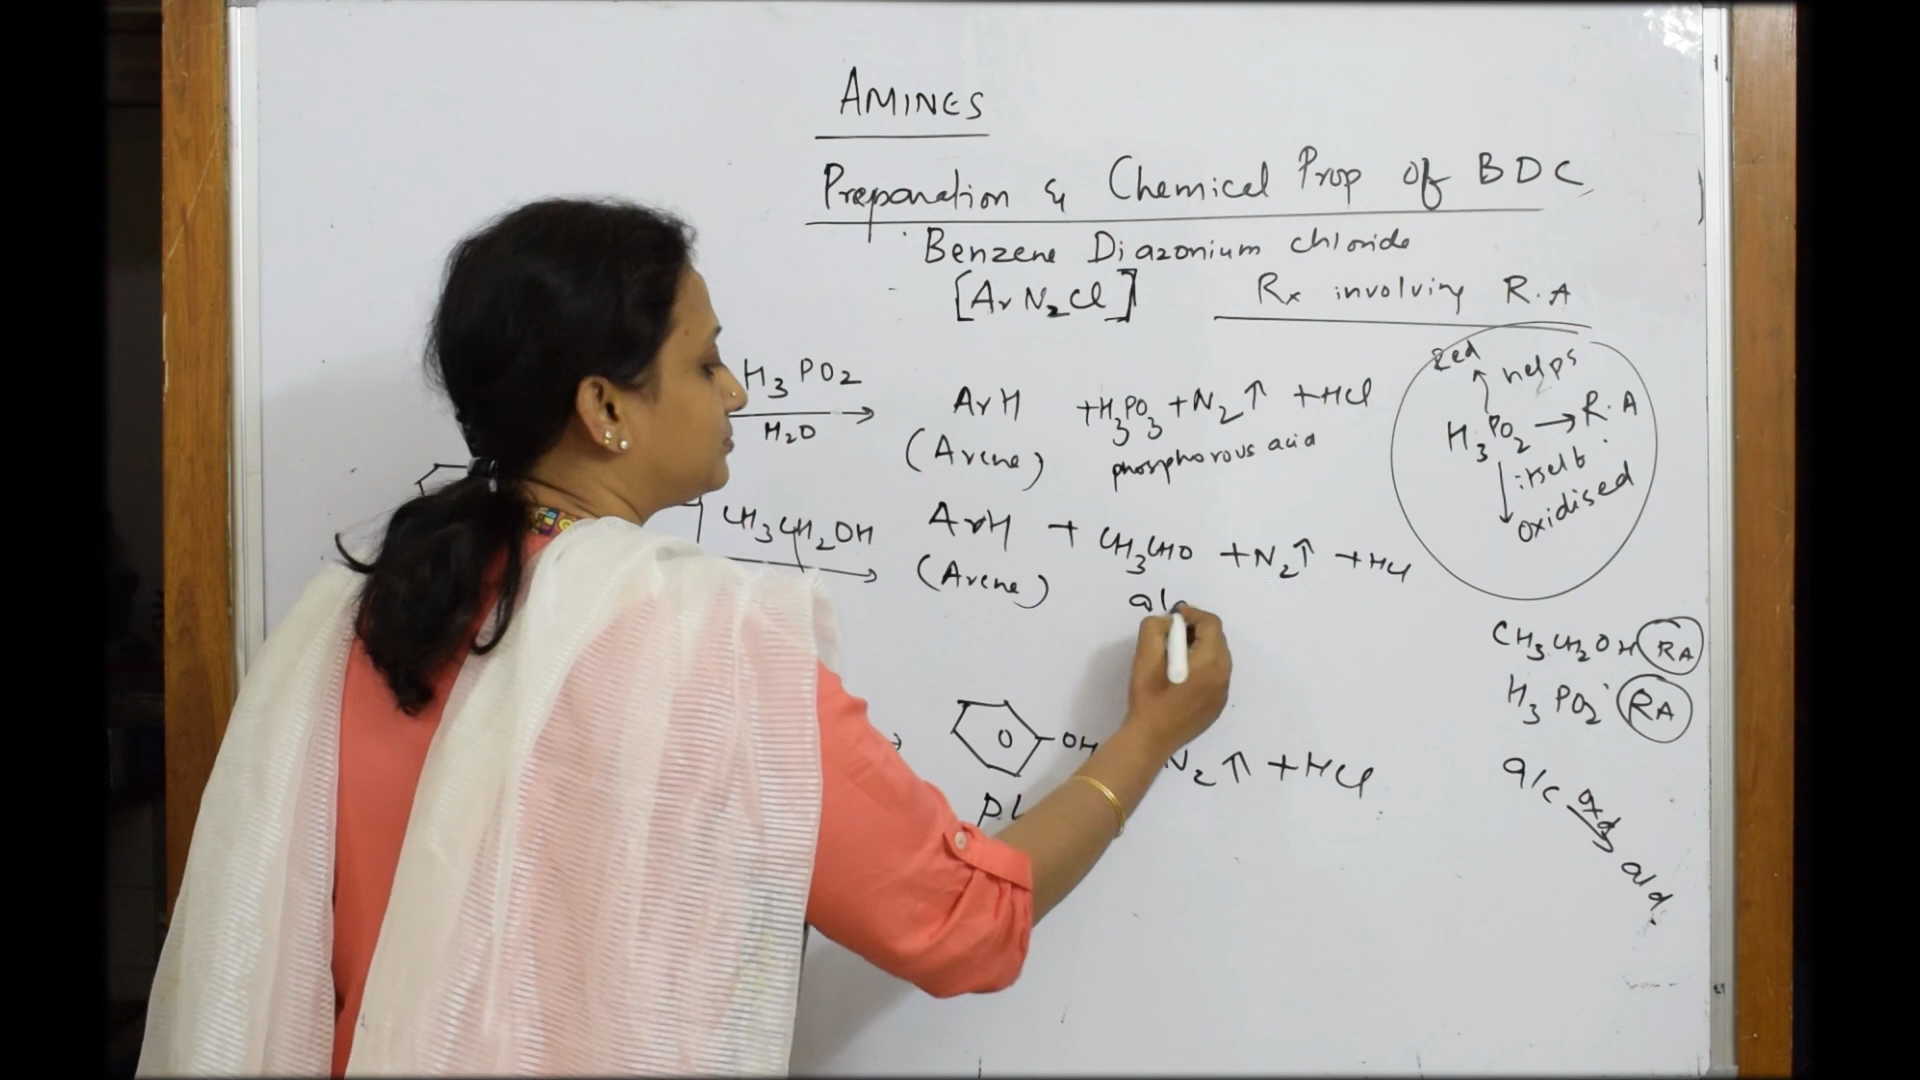 AMINES
Preparation & Chemical Prop Of BDC
Benzene Diazonium chloride
[ArN₂Cl] Rx involving R.A
H₃PO₂
H₂O
ArH +H₃PO₃ +N₂↑ +HCl
(Arene) phosphorous acid
Red helps
H₃PO₂ → R.A
itself
oxidised
CH₃CH₂OH ArH + CH₃CHO +N₂↑ +HCl
(Arene)
CH₃CH₂OH RA
H₃PO₂ RA
OH N₂↑ +HCl
alc oxd ald.